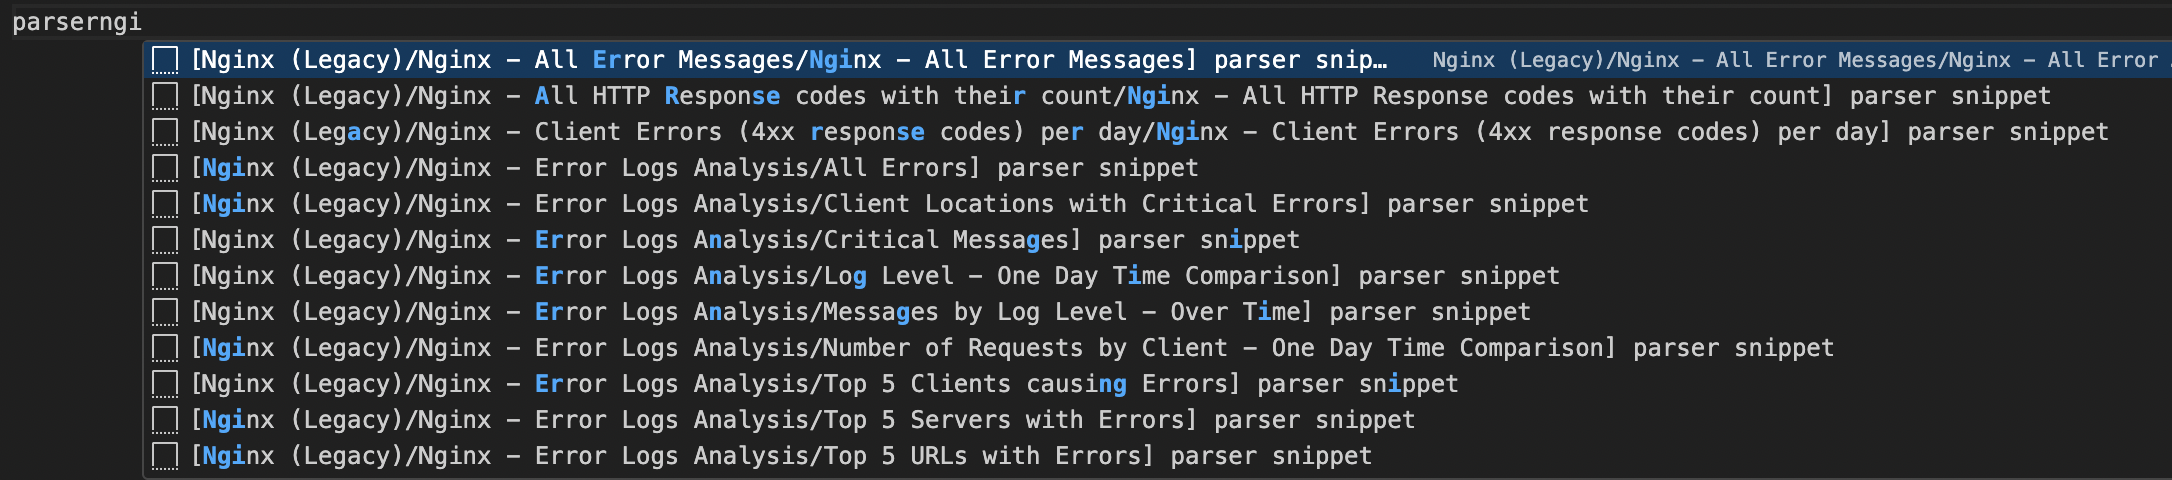 parserngi
[Nginx (Legacy)/Nginx – All Error Messages/Nginx – All Error Messages] parser snip… Nginx (Legacy)/Nginx – All Error Messages/Nginx – All Error
[Nginx (Legacy)/Nginx – All HTTP Response codes with their count/Nginx – All HTTP Response codes with their count] parser snippet
[Nginx (Legacy)/Nginx – Client Errors (4xx response codes) per day/Nginx – Client Errors (4xx response codes) per day] parser snippet
[Nginx (Legacy)/Nginx – Error Logs Analysis/All Errors] parser snippet
[Nginx (Legacy)/Nginx – Error Logs Analysis/Client Locations with Critical Errors] parser snippet
[Nginx (Legacy)/Nginx – Error Logs Analysis/Critical Messages] parser snippet
[Nginx (Legacy)/Nginx – Error Logs Analysis/Log Level – One Day Time Comparison] parser snippet
[Nginx (Legacy)/Nginx – Error Logs Analysis/Messages by Log Level – Over Time] parser snippet
[Nginx (Legacy)/Nginx – Error Logs Analysis/Number of Requests by Client – One Day Time Comparison] parser snippet
[Nginx (Legacy)/Nginx – Error Logs Analysis/Top 5 Clients causing Errors] parser snippet
[Nginx (Legacy)/Nginx – Error Logs Analysis/Top 5 Servers with Errors] parser snippet
[Nginx (Legacy)/Nginx – Error Logs Analysis/Top 5 URLs with Errors] parser snippet